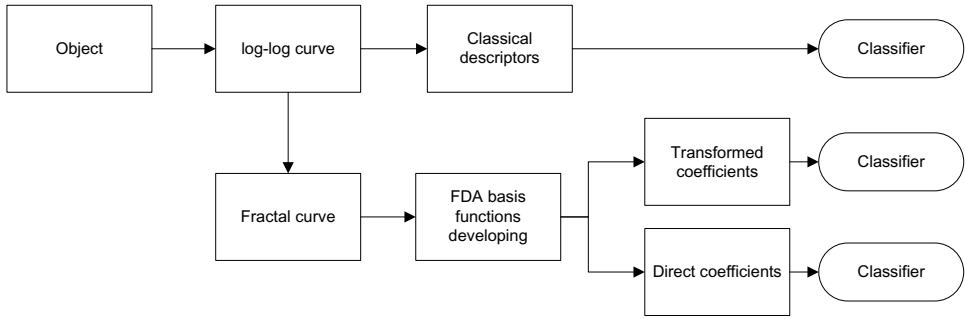 Object
log-log curve
Classical
descriptors
Classifier
Transformed
coefficients
Classifier
Fractal curve
FDA basis
functions
developing
Direct coefficients
Classifier